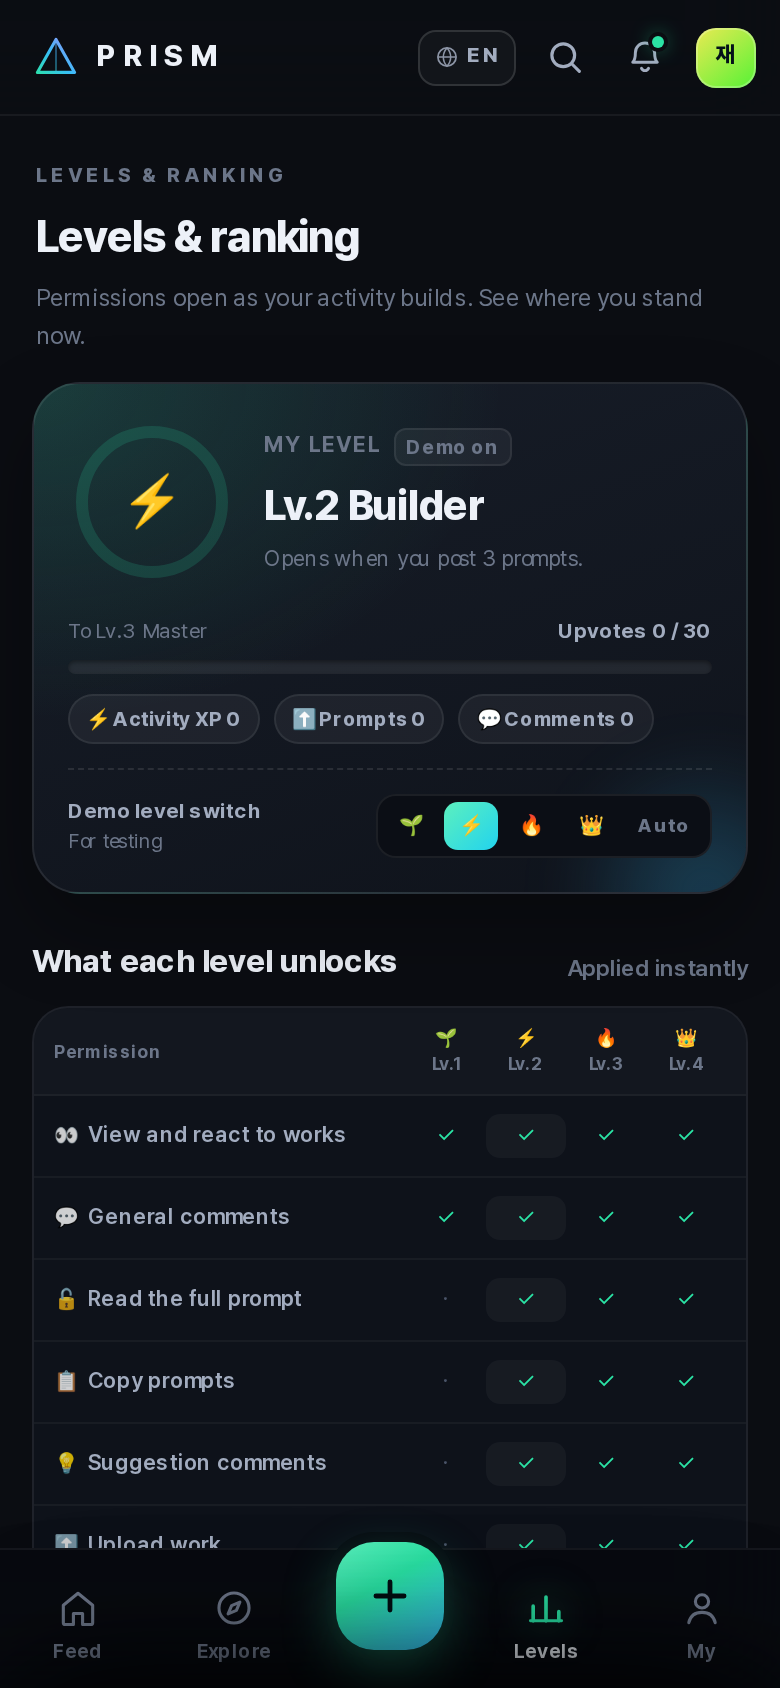 PRISM
EN
재
LEVELS & RANKING
Levels & ranking
Permissions open as your activity builds. See where you stand
now.
MY LEVEL Demo on
Lv.2 Builder
Opens when you post 3 prompts.
To Lv.3 Master Upvotes 0 / 30
⚡ Activity XP 0 ⬆️ Prompts 0 💬 Comments 0
Demo level switch
For testing
🌱 ⚡ 🔥 👑 Auto
What each level unlocks Applied instantly
Permission 🌱 Lv.1 ⚡ Lv.2 🔥 Lv.3 👑 Lv.4
👀 View and react to works ✓ ✓ ✓ ✓
💬 General comments ✓ ✓ ✓ ✓
🔓 Read the full prompt · ✓ ✓ ✓
📋 Copy prompts · ✓ ✓ ✓
💡 Suggestion comments · ✓ ✓ ✓
⬆️ Upload work · ✓ ✓ ✓
Feed Explore + Levels My